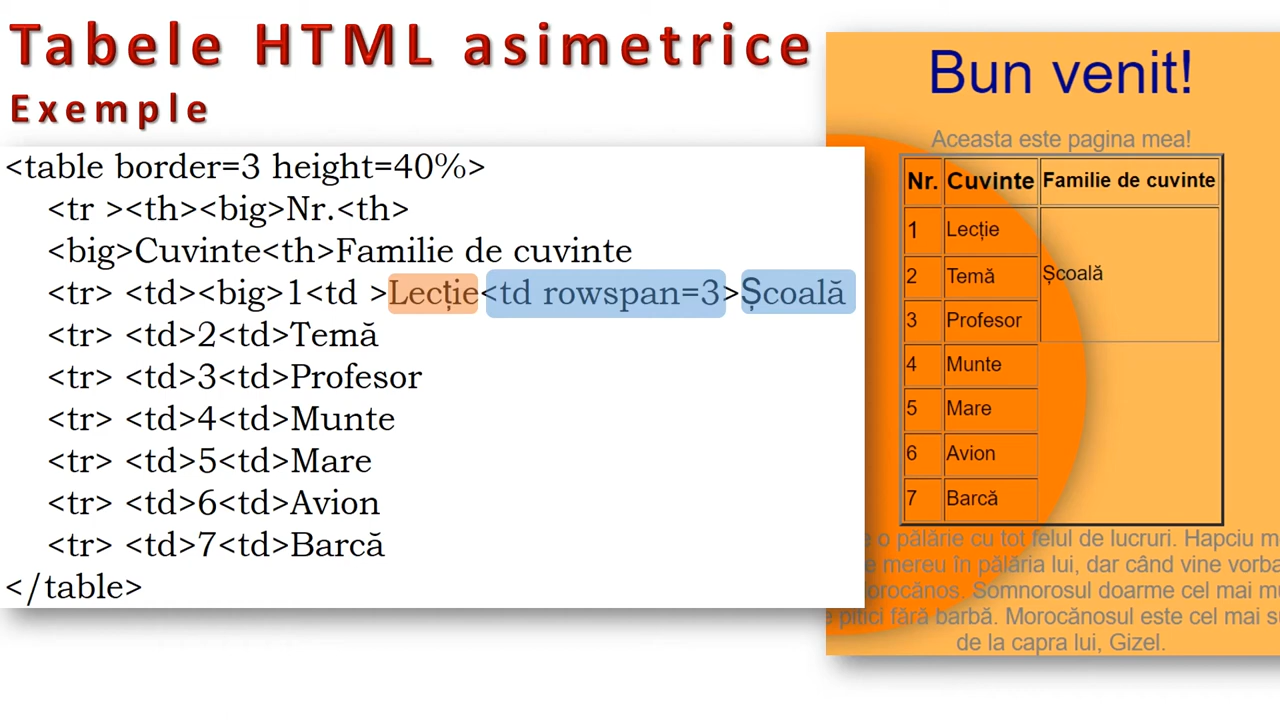 Tabele HTML asimetrice
Exemple
<table border=3 height=40%>
<tr ><th><big>Nr.<th>
<big>Cuvinte<th>Familie de cuvinte
<tr> <td><big>1<td >Lecție<td rowspan=3>Școală
<tr> <td>2<td>Temă
<tr> <td>3<td>Profesor
<tr> <td>4<td>Munte
<tr> <td>5<td>Mare
<tr> <td>6<td>Avion
<tr> <td>7<td>Barcă
</table>
Bun venit!
Aceasta este pagina mea!
Nr. Cuvinte Familie de cuvinte
1 Lecție
2 Temă Școală
3 Profesor
4 Munte
5 Mare
6 Avion
7 Barcă
o pălărie cu tot felul de lucruri. Hapciu
mereu în pălăria lui, dar când vine vorba
Somnorosul doarme cel mai
pitici fără barbă. Morocănosul este cel mai
de la capra lui, Gizel.